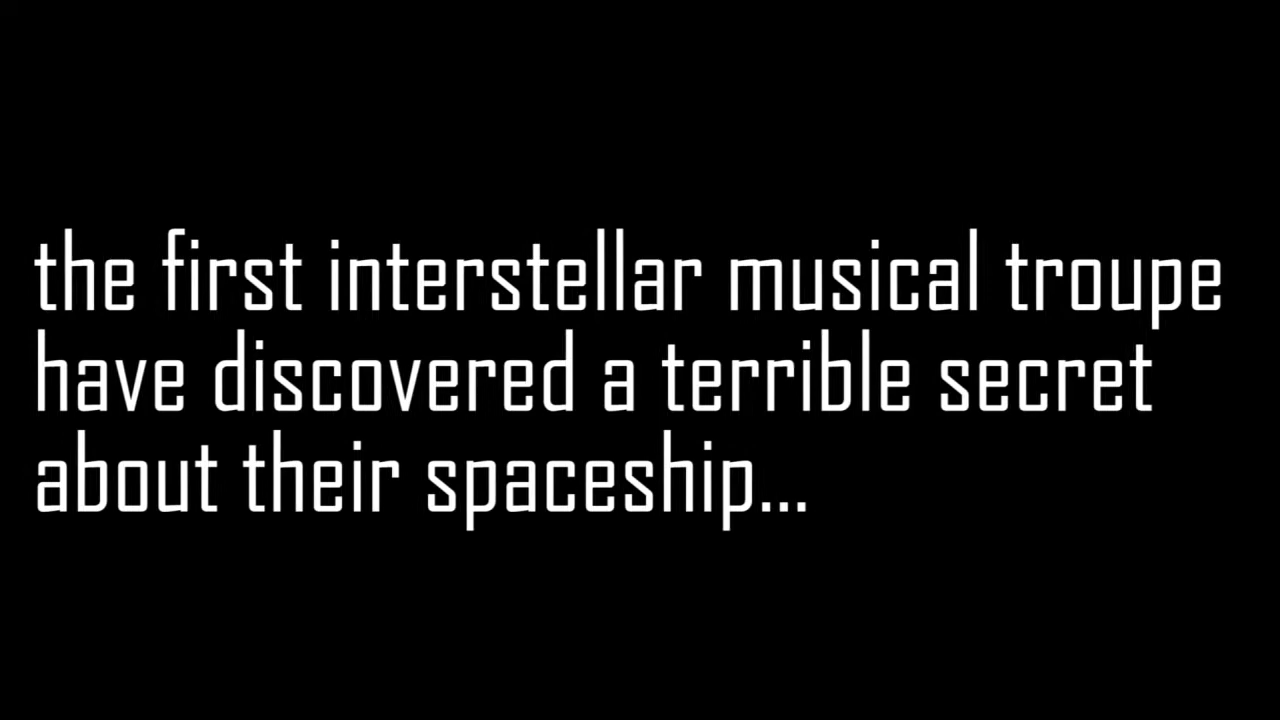 the first interstellar musical troupe
have discovered a terrible secret
about their spaceship...